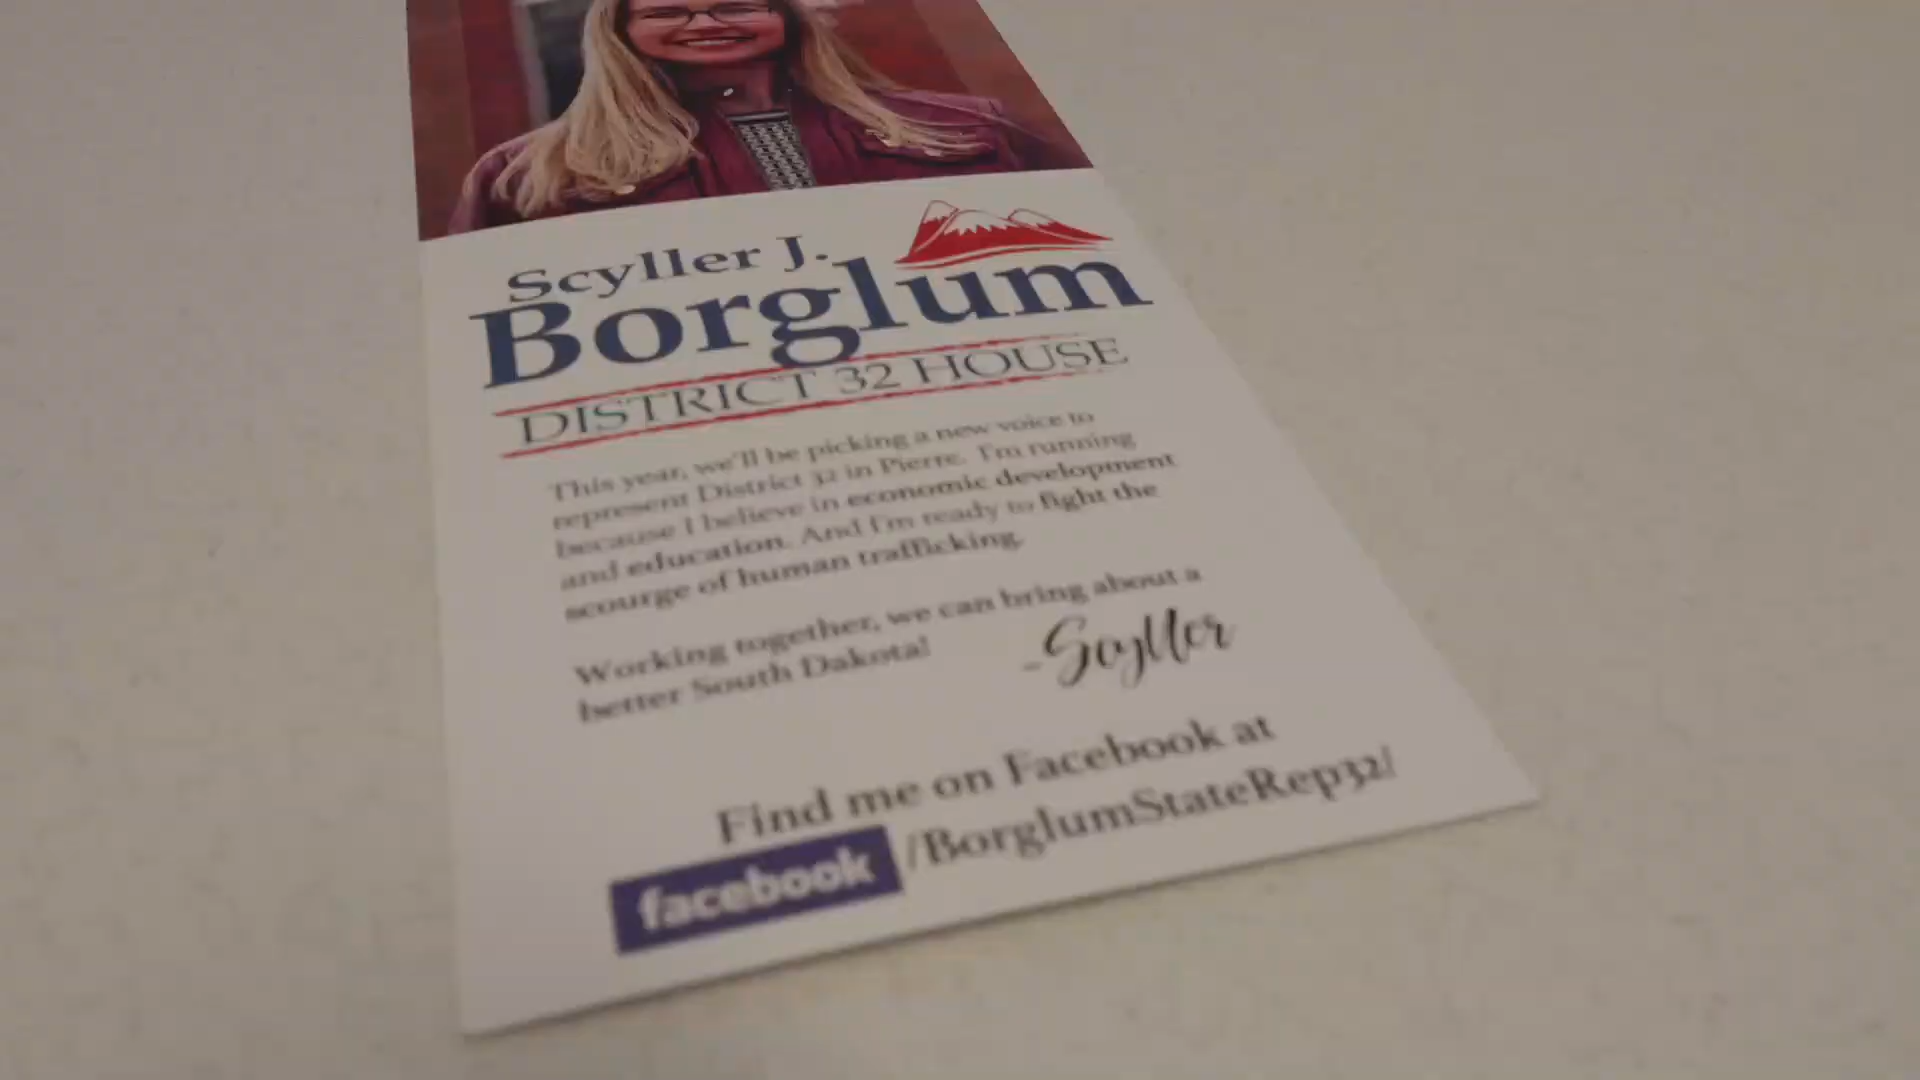 Scyller J.
Borglum
DISTRICT 32 HOUSE
This year, we'll be picking a new voice to
represent District 32 in Pierre. I'm running
because I believe in economic development
and education. And I'm ready to fight the
scourge of human trafficking.
Working together, we can bring about a
better South Dakota!
-Scyller
Find me on Facebook at
facebook /BorglumStateRep32/